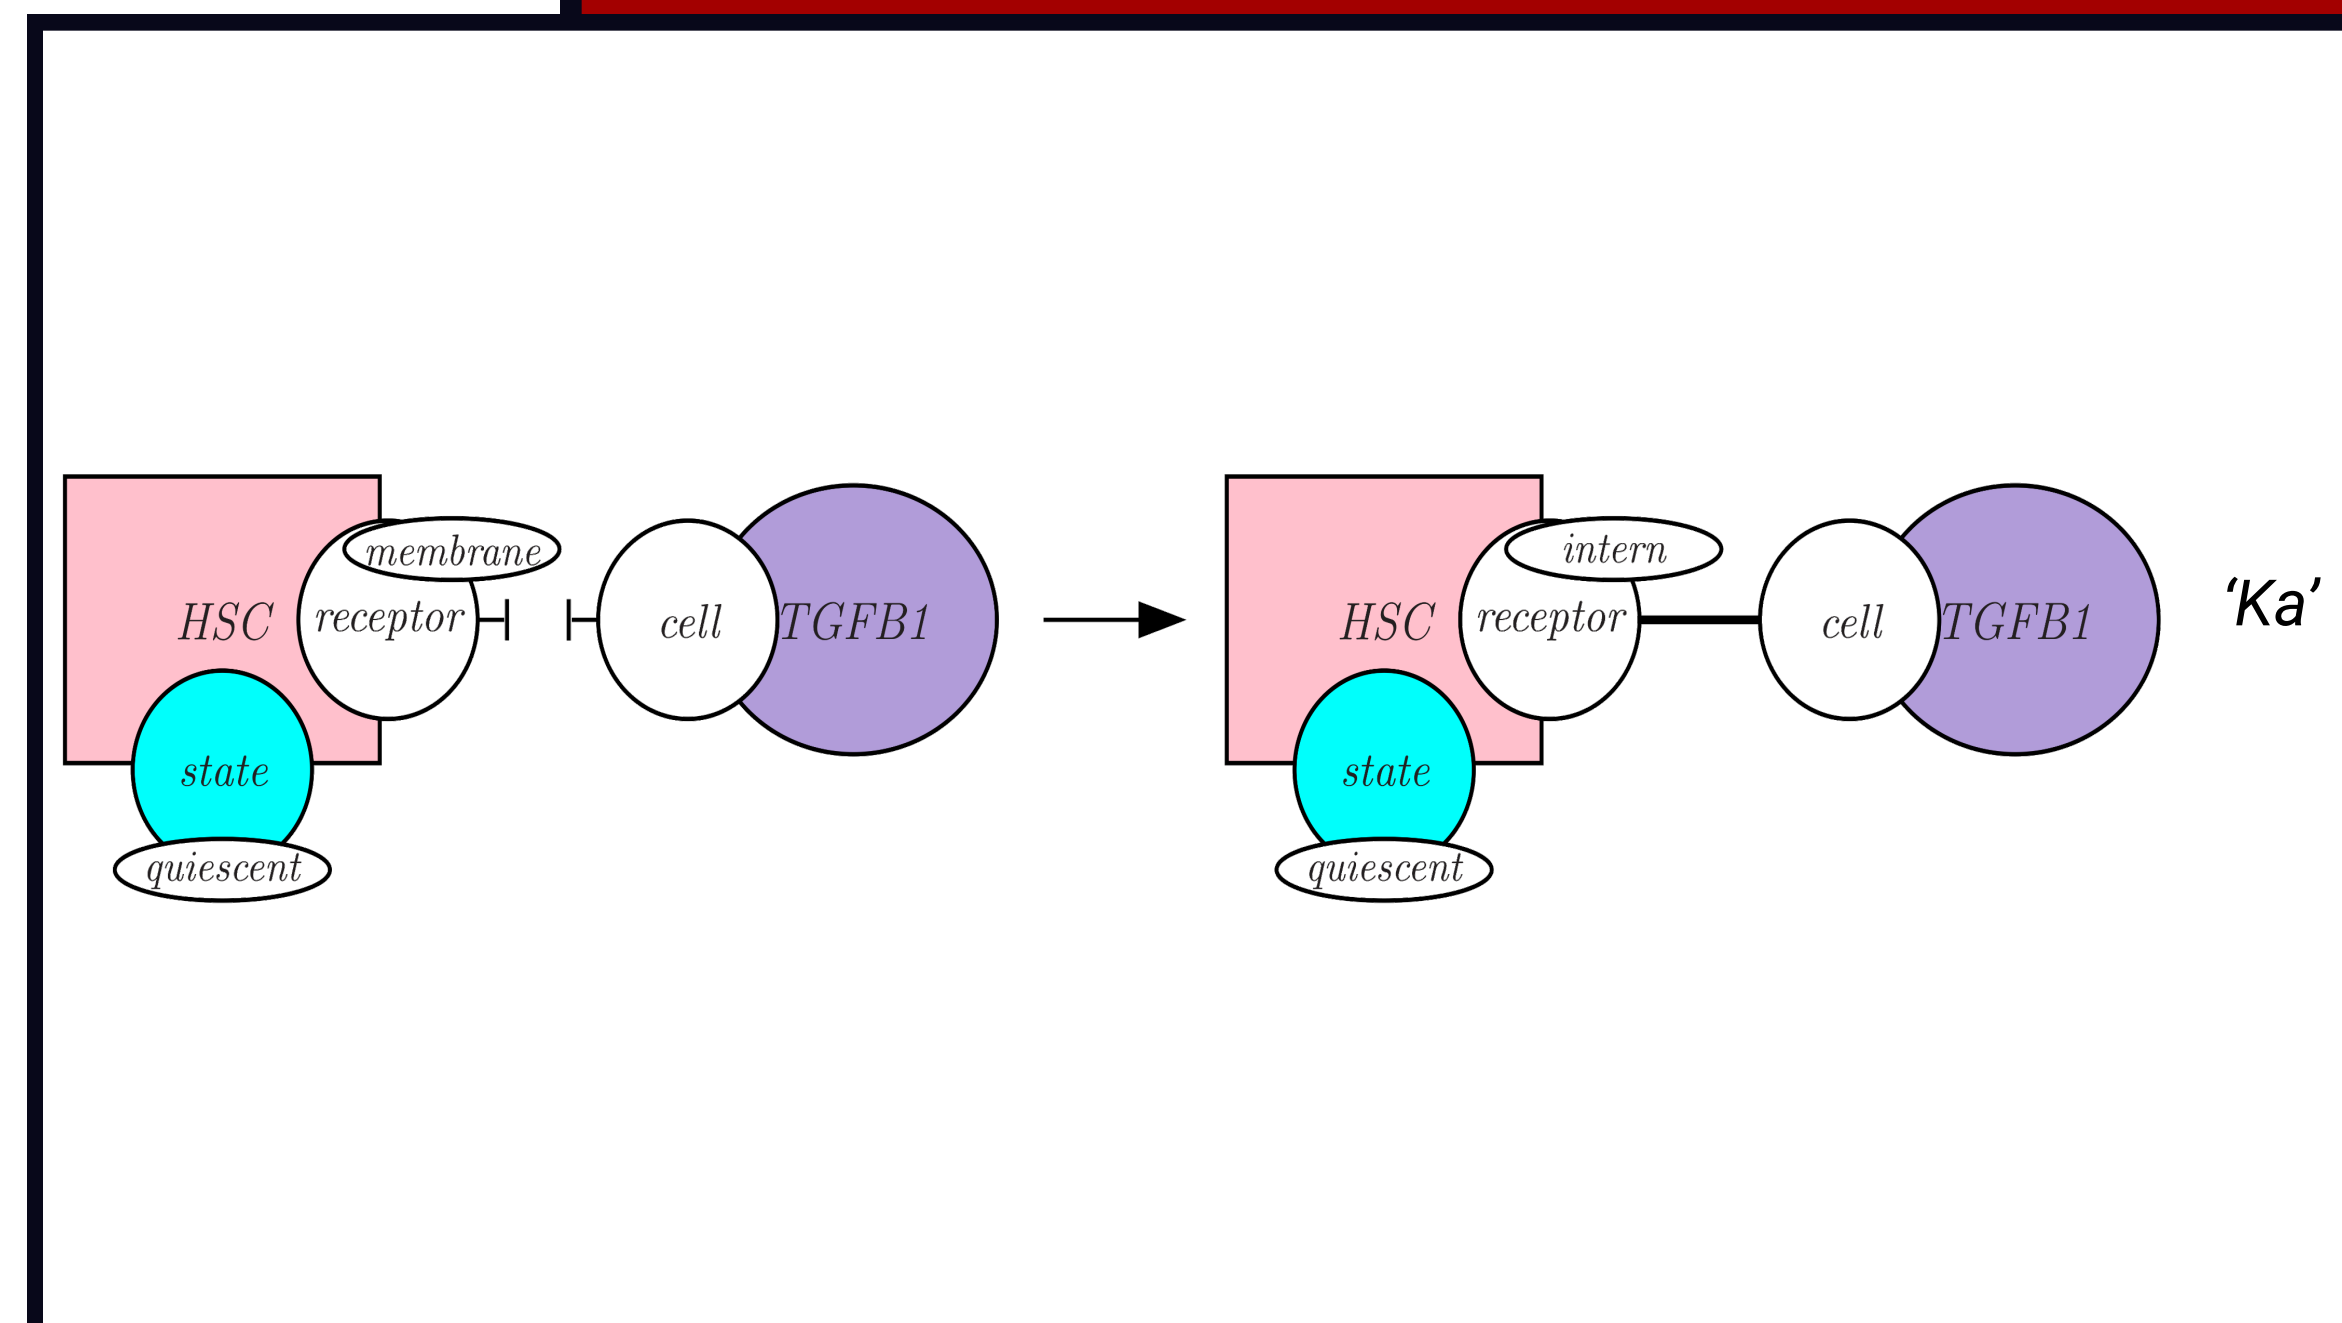 membrane
HSC receptor cell TGFB1
state
quiescent
intern
HSC receptor cell TGFB1
state
quiescent
‘Ka’